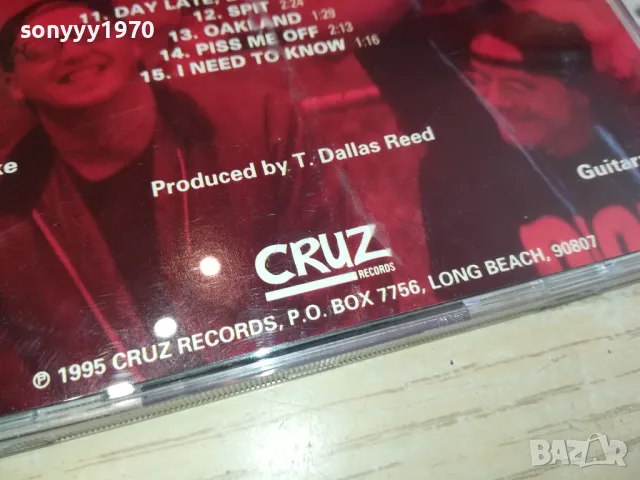 sonyyy1970
11. DAY LATE,
12. SPIT 2:24
13. OAKLAND 1:29
14. PISS ME OFF 2:13
15. I NEED TO KNOW 1:16
Produced by T. Dallas Reed
Guitar
CRUZ
RECORDS
℗ 1995 CRUZ RECORDS, P.O. BOX 7756, LONG BEACH, 90807
BAZAR
bg